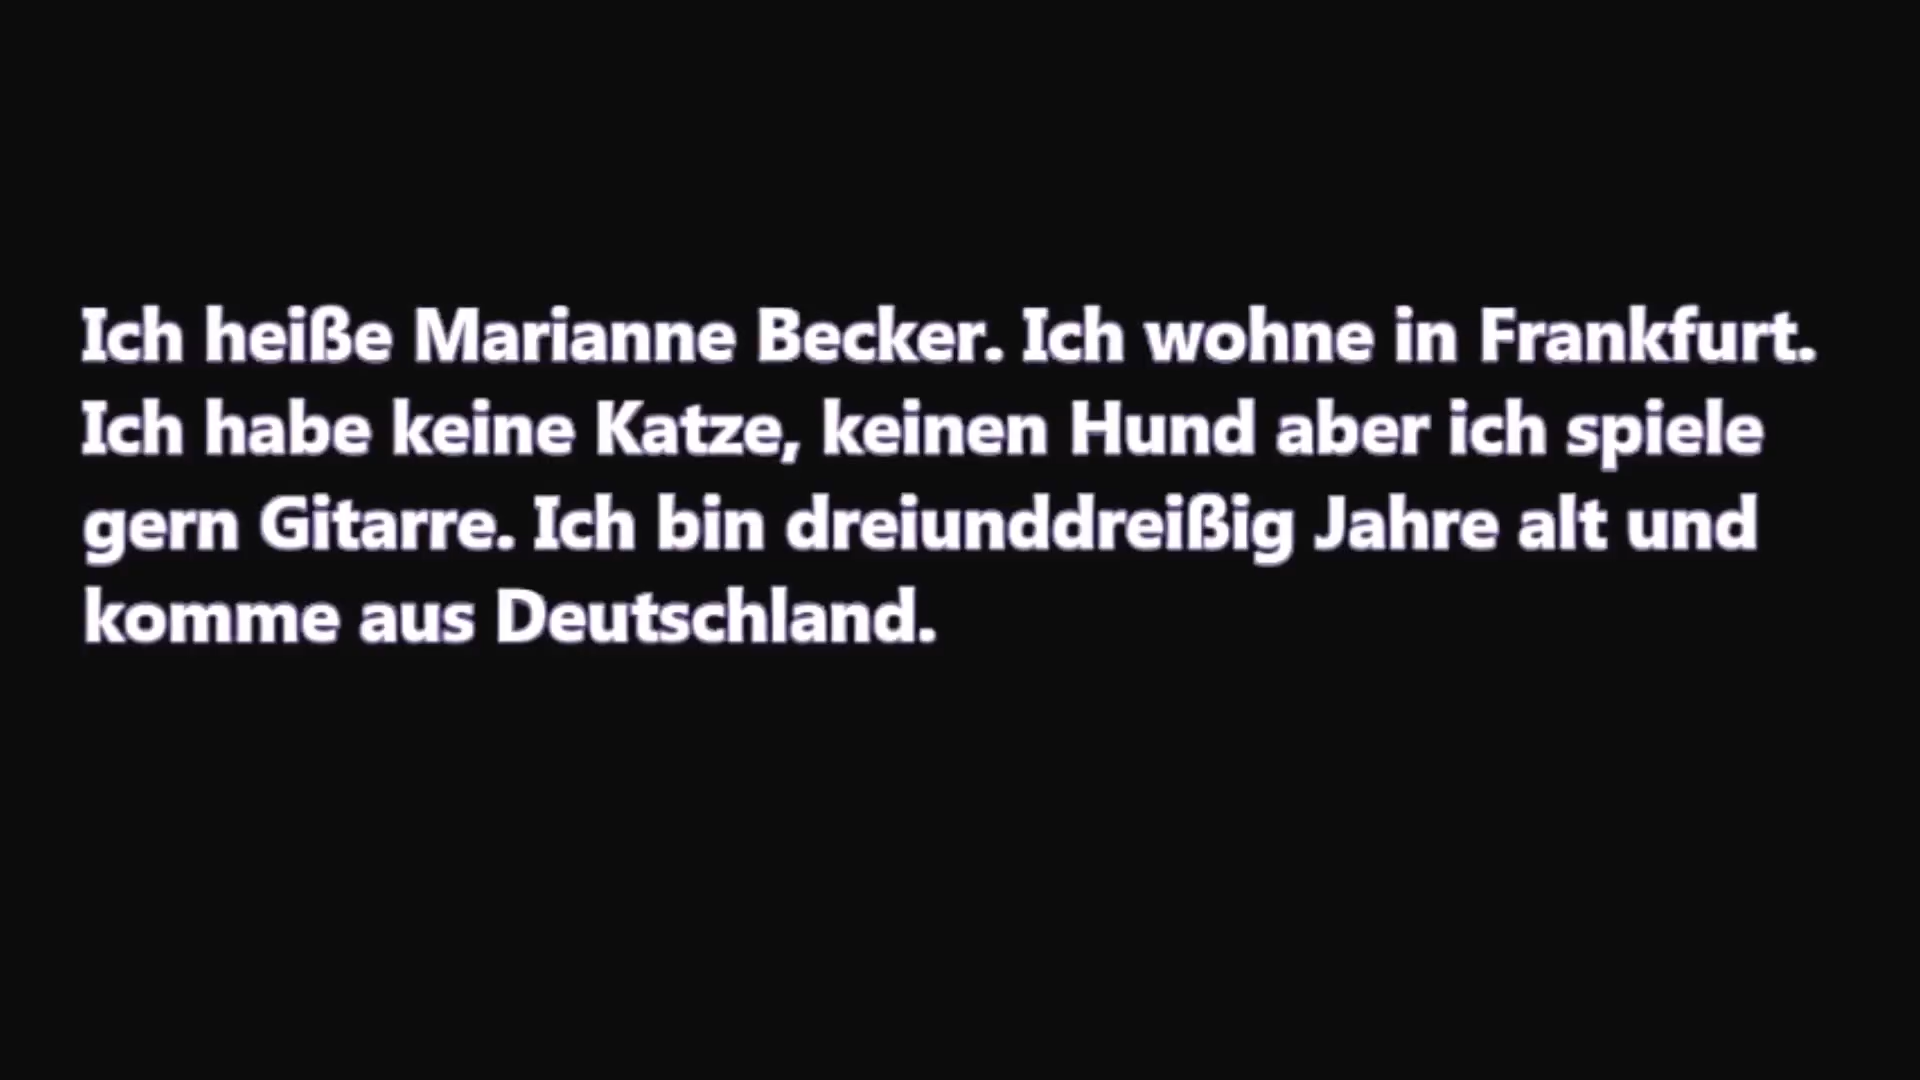 Ich heiße Marianne Becker. Ich wohne in Frankfurt.
Ich habe keine Katze, keinen Hund aber ich spiele
gern Gitarre. Ich bin dreiunddreißig Jahre alt und
komme aus Deutschland.